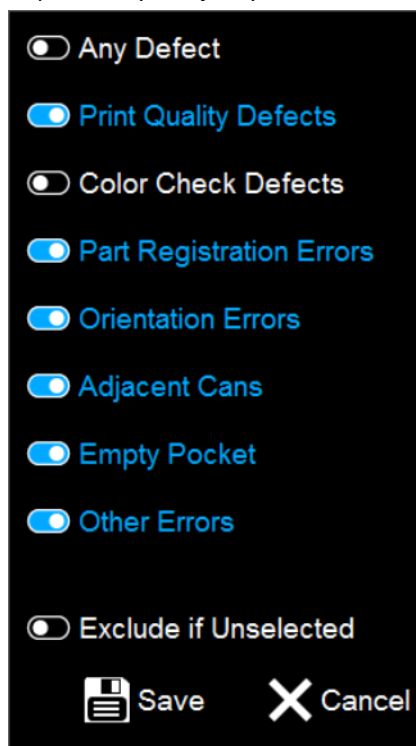 Any Defect
Print Quality Defects
Color Check Defects
Part Registration Errors
Orientation Errors
Adjacent Cans
Empty Pocket
Other Errors
Exclude if Unselected
Save Cancel